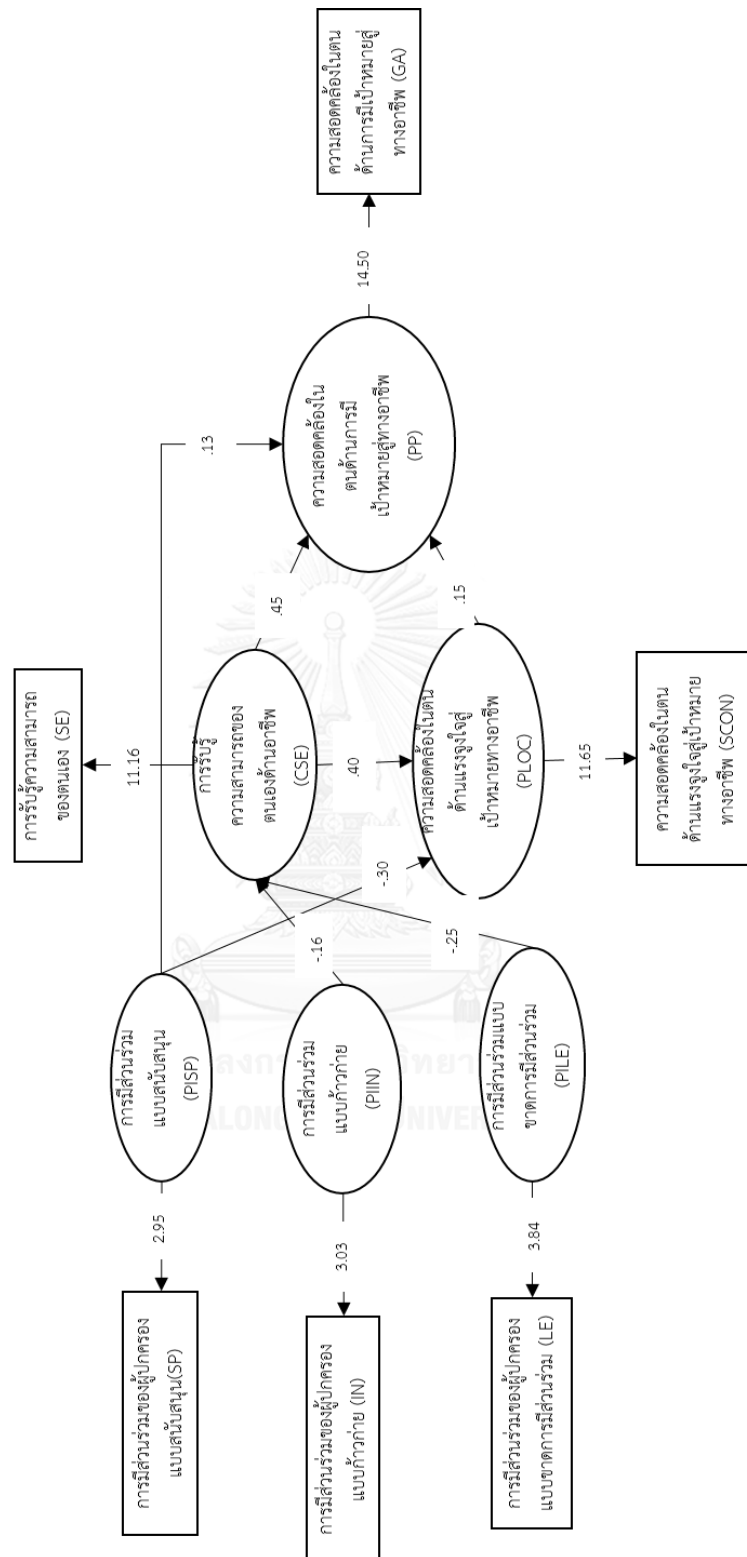 การมีส่วนร่วมของผู้ปกครอง
แบบสนับสนุน(SP)
2.95
การมีส่วนร่วม
แบบสนับสนุน
(PISP)
.13
การมีส่วนร่วมของผู้ปกครอง
แบบก้าวก่าย (IN)
3.03
การมีส่วนร่วม
แบบก้าวก่าย
(PIIN)
การมีส่วนร่วมของผู้ปกครอง
แบบขาดการมีส่วนร่วม (LE)
3.84
การมีส่วนร่วมแบบ
ขาดการมีส่วนร่วม
(PILE)
-.16
-.30
-.25
การรับรู้ความสามารถ
ของตนเอง (SE)
11.16
การรับรู้
ความสามารถของ
ตนเองด้านอาชีพ
(CSE)
.40
.45
ความสอดคล้องในตน
ด้านแรงจูงใจสู่
เป้าหมายทางอาชีพ
(PLOC)
.15
11.65
ความสอดคล้องในตน
ด้านแรงจูงใจสู่เป้าหมาย
ทางอาชีพ (SCON)
ความสอดคล้องใน
ตนด้านการมี
เป้าหมายสู่ทางอาชีพ
(PP)
14.50
ความสอดคล้องในตน
ด้านการมีเป้าหมายสู่
ทางอาชีพ (GA)